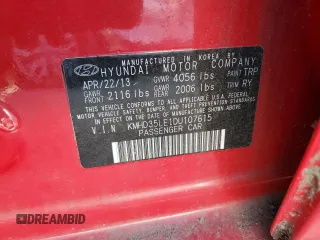 MANUFACTURED IN KOREA BY
HYUNDAI MOTOR COMPANY
APR/22/13 GVWR 4056 lbs PAINT TRP
GAWR FRONT 2116 lbs GAWR REAR 2006 lbs TRIM RY
THIS VEHICLE CONFORMS TO ALL APPLICABLE
U.S. FEDERAL MOTOR VEHICLE SAFETY,
BUMPER, AND THEFT PREVENTION STANDARDS
IN EFFECT ON THE DATE OF MANUFACTURE
SHOWN ABOVE.
V.I.N KMHD35LE1DU107615
PASSENGER CAR
DREAMBID